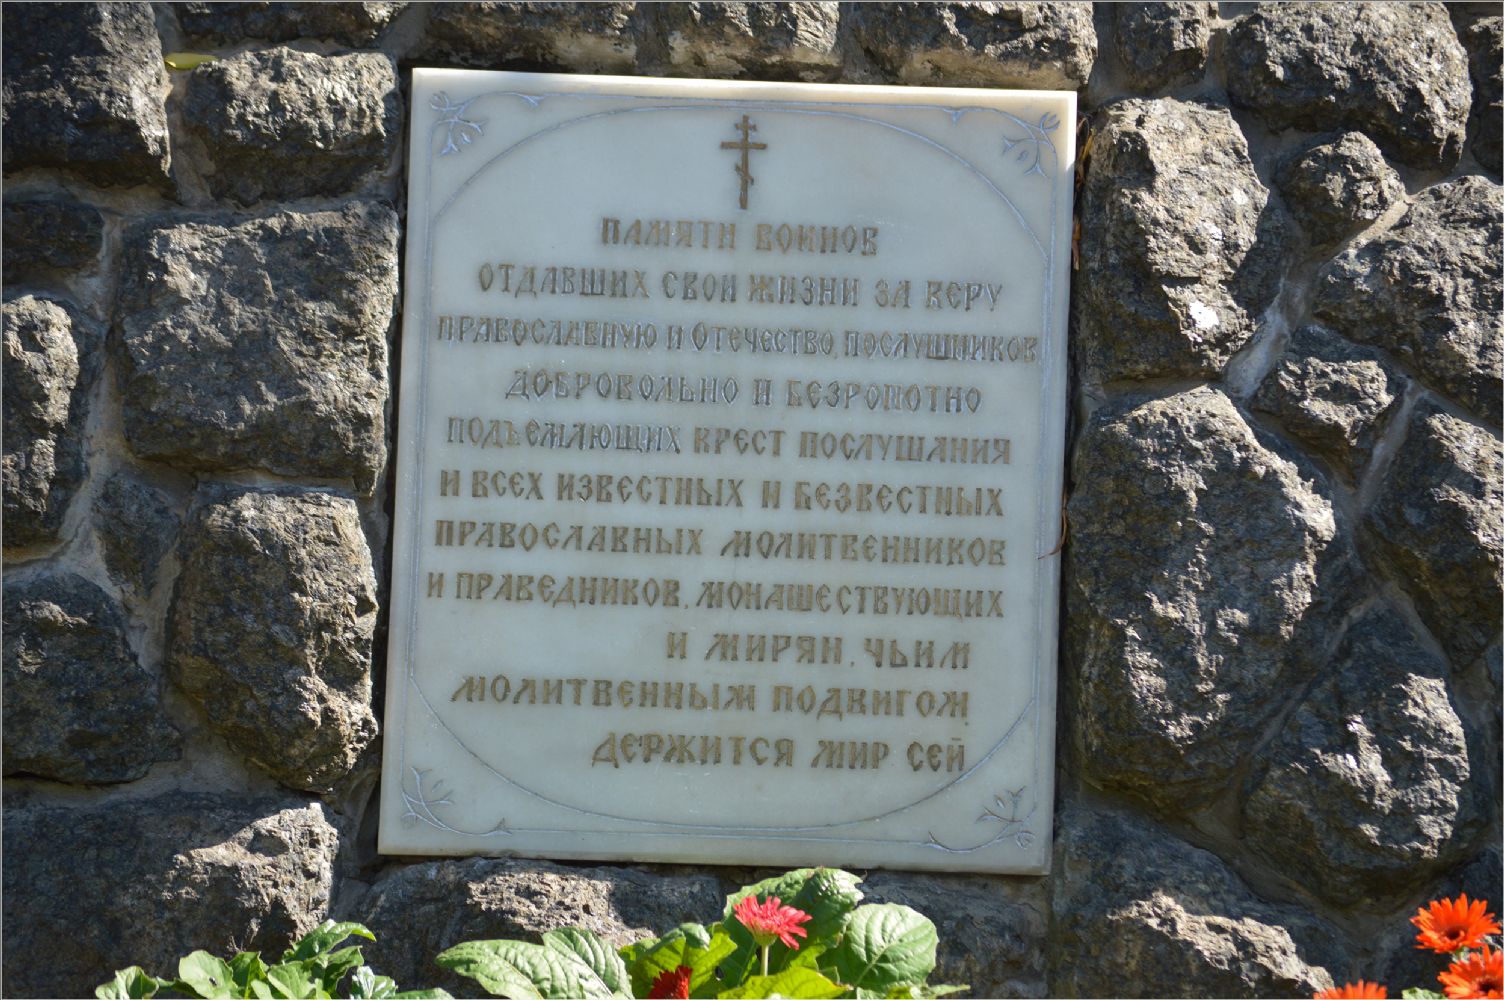 ПАМЯТИ ВОИНОВ
ОТДАВШИХ СВОИ ЖИЗНИ ЗА ВЕРУ
ПРАВОСЛАВНУЮ И ОТЕЧЕСТВО, ПОСЛУШНИКОВ
ДОБРОВОЛЬНО И БЕЗРОПОТНО
ПОДЪЕМЛЮЩИХ КРЕСТ ПОСЛУШАНИЯ
И ВСЕХ ИЗВЕСТНЫХ И БЕЗВЕСТНЫХ
ПРАВОСЛАВНЫХ МОЛИТВЕННИКОВ
И ПРАВЕДНИКОВ, МОНАШЕСТВУЮЩИХ
И МИРЯН, ЧЬИМ
МОЛИТВЕННЫМ ПОДВИГОМ
ДЕРЖИТСЯ МИР СЕЙ